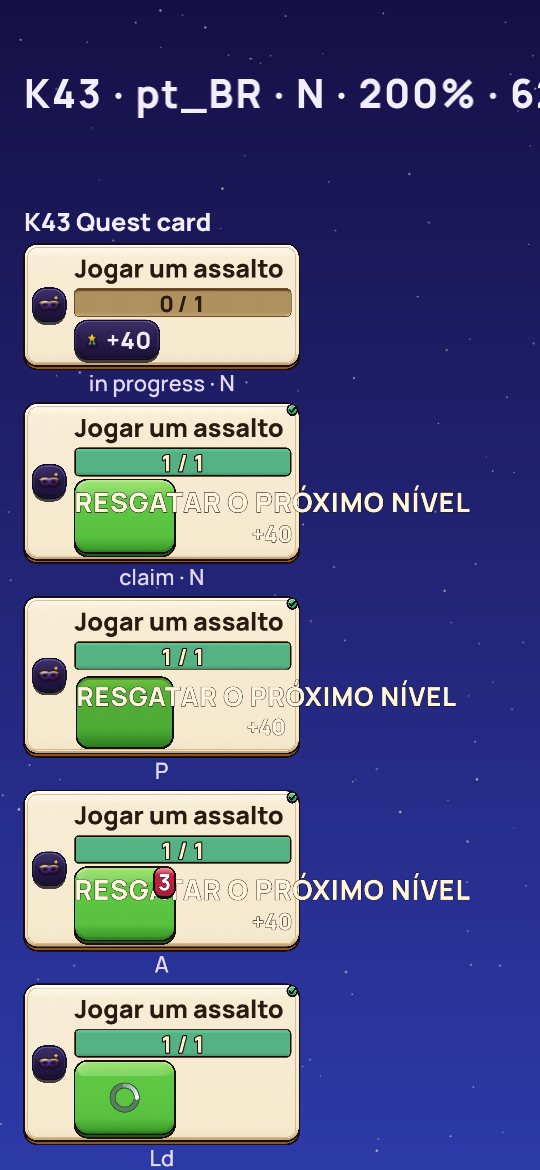 K43 · pt_BR · N · 200% · 62
K43 Quest card
Jogar um assalto
0 / 1
+40
in progress · N
Jogar um assalto
1 / 1
RESGATAR O PRÓXIMO NÍVEL
+40
claim · N
Jogar um assalto
1 / 1
RESGATAR O PRÓXIMO NÍVEL
+40
P
Jogar um assalto
1 / 1
3
RESGATAR O PRÓXIMO NÍVEL
+40
A
Jogar um assalto
1 / 1
Ld